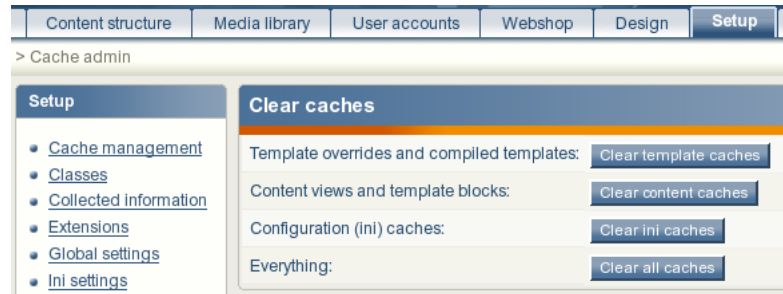 Content structure Media library User accounts Webshop Design Setup
> Cache admin
Setup
Cache management
Classes
Collected information
Extensions
Global settings
Ini settings
Clear caches
Template overrides and compiled templates: Clear template caches
Content views and template blocks: Clear content caches
Configuration (ini) caches: Clear ini caches
Everything: Clear all caches